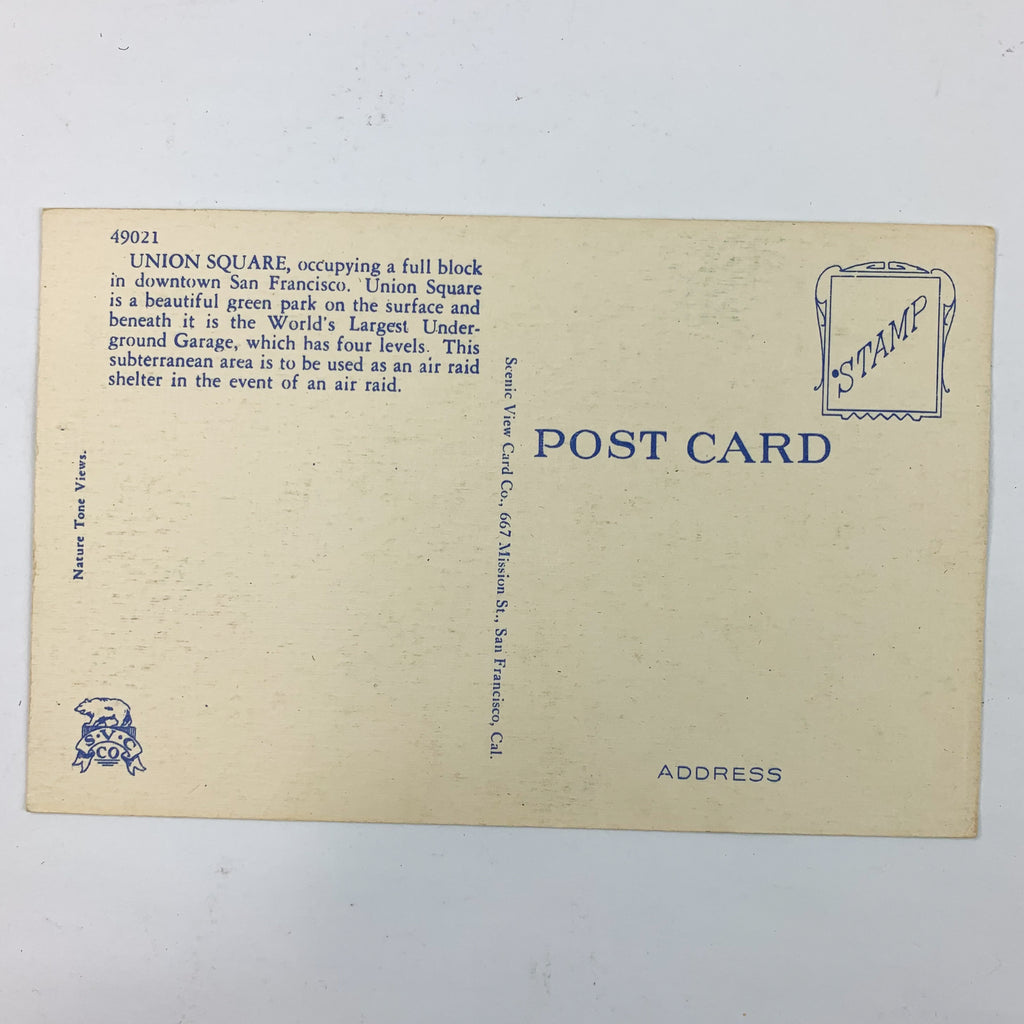 49021
UNION SQUARE, occupying a full block
in downtown San Francisco. Union Square
is a beautiful green park on the surface and
beneath it is the World's Largest Under-
ground Garage, which has four levels. This
subterranean area is to be used as an air raid
shelter in the event of an air raid.
Nature Tone Views.
S·V·C
CO
Scenic View Card Co., 667 Mission St., San Francisco, Cal.
STAMP
POST CARD
ADDRESS